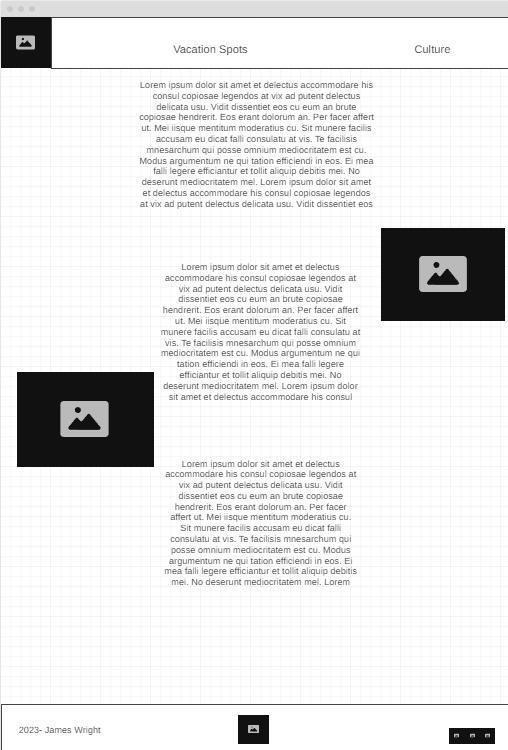 Vacation Spots
Culture
Lorem ipsum dolor sit amet et delectus accommodare his
consul copiosae legendos at vix ad putent delectus
delicata usu. Vidit dissentiet eos cu eum an brute
copiosae hendrerit. Eos erant dolorum an. Per facer affert
ut. Mei iisque mentitum moderatius cu. Sit munere facilis
accusam eu dicat falli consulatu at vis. Te facilisis
mnesarchum qui posse omnium mediocritatem est cu.
Modus argumentum ne qui tation efficiendi in eos. Ei mea
falli legere efficiantur et tollit aliquip debitis mei. No
deserunt mediocritatem mel. Lorem ipsum dolor sit amet
et delectus accommodare his consul copiosae legendos
at vix ad putent delectus delicata usu. Vidit dissentiet eos
Lorem ipsum dolor sit amet et delectus
accommodare his consul copiosae legendos at
vix ad putent delectus delicata usu. Vidit
dissentiet eos cu eum an brute copiosae
hendrerit. Eos erant dolorum an. Per facer affert
ut. Mei iisque mentitum moderatius cu. Sit
munere facilis accusam eu dicat falli consulatu at
vis. Te facilisis mnesarchum qui posse omnium
mediocritatem est cu. Modus argumentum ne qui
tation efficiendi in eos. Ei mea falli legere
efficiantur et tollit aliquip debitis mei. No
deserunt mediocritatem mel. Lorem ipsum dolor
sit amet et delectus accommodare his consul
Lorem ipsum dolor sit amet et delectus
accommodare his consul copiosae legendos at
vix ad putent delectus delicata usu. Vidit
dissentiet eos cu eum an brute copiosae
hendrerit. Eos erant dolorum an. Per facer
affert ut. Mei iisque mentitum moderatius cu.
Sit munere facilis accusam eu dicat falli
consulatu at vis. Te facilisis mnesarchum qui
posse omnium mediocritatem est cu. Modus
argumentum ne qui tation efficiendi in eos. Ei
mea falli legere efficiantur et tollit aliquip debitis
mei. No deserunt mediocritatem mel. Lorem
2023- James Wright